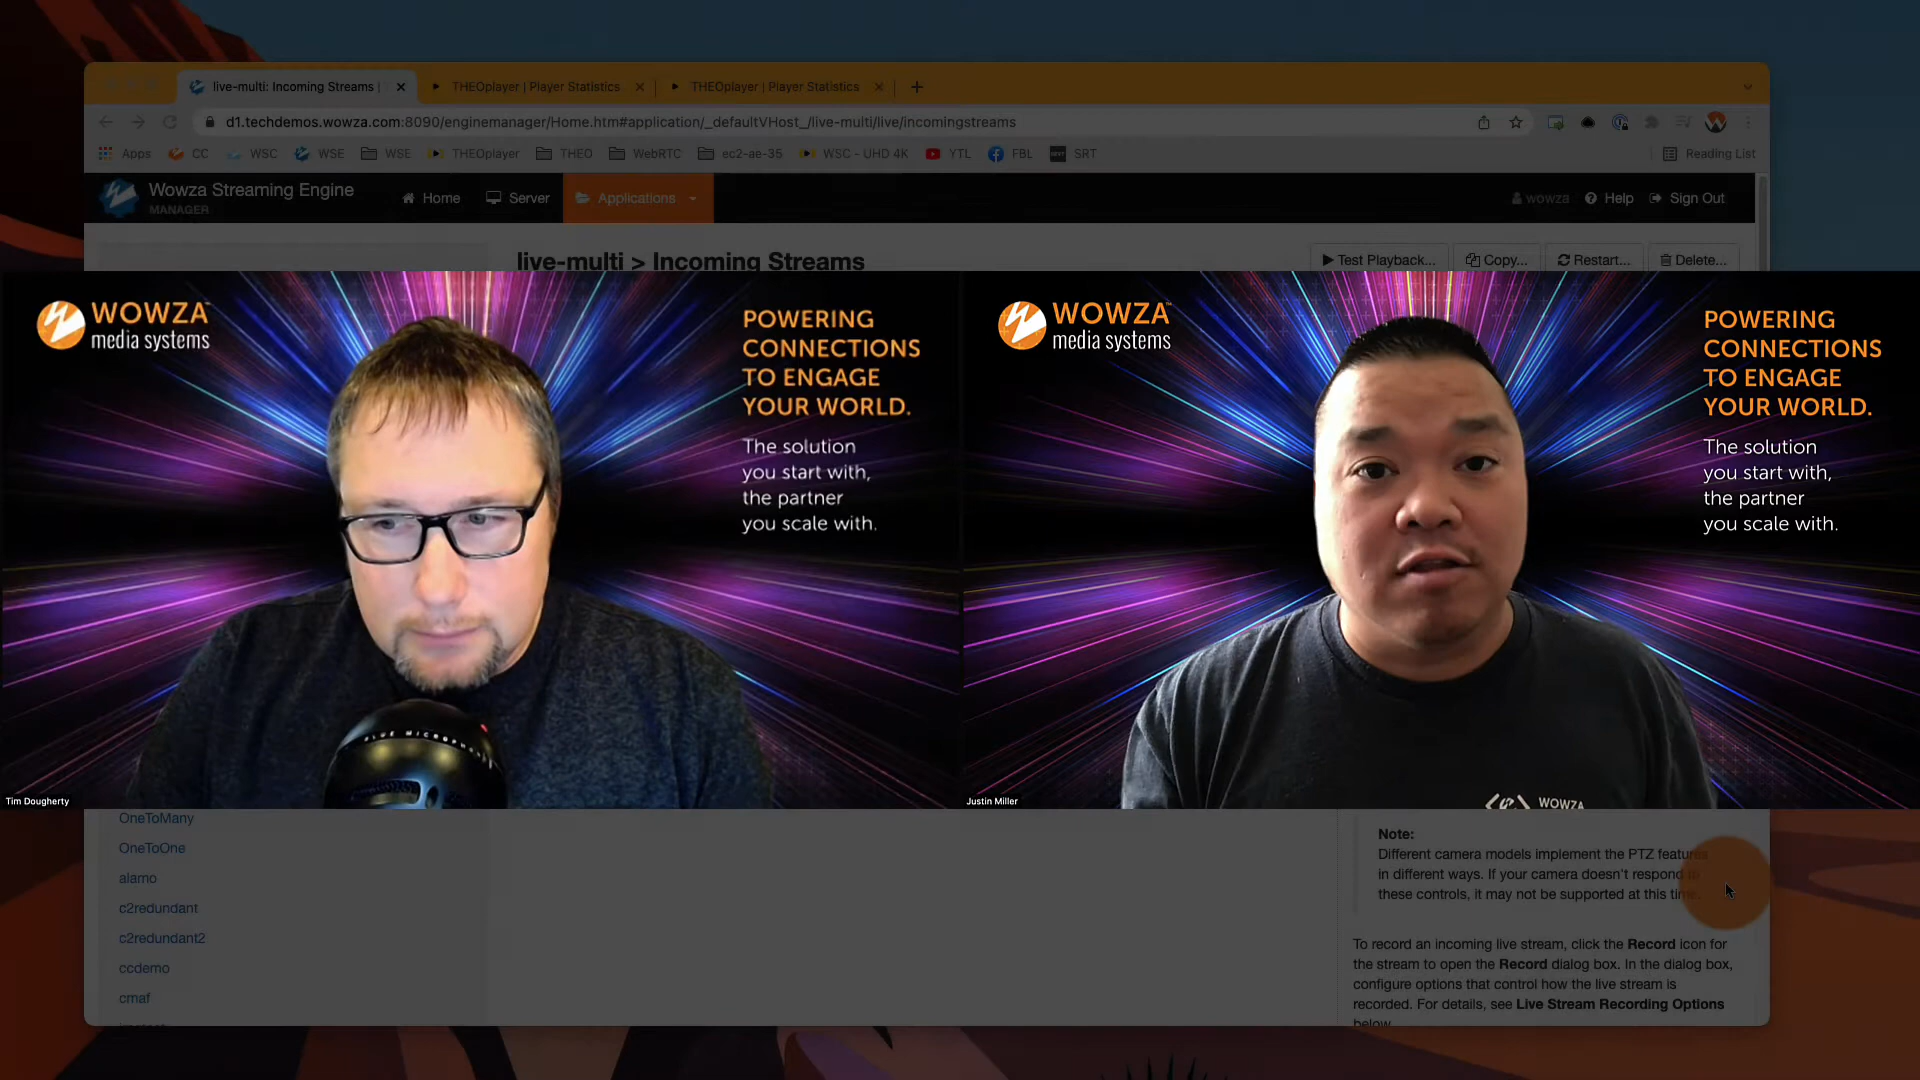 live-multi: Incoming Streams |
THEOplayer | Player Statistics
THEOplayer | Player Statistics
d1.techdemos.wowza.com:8090/enginemanager/Home.htm#application/_defaultVHost_/live-multi/live/incomingstreams
Apps CC WSC WSE WSE THEOplayer THEO WebRTC ec2-ae-35 WSC - UHD 4K YTL FBL SRT Reading List
Wowza Streaming Engine
MANAGER
Home Server Applications wowza Help Sign Out
live-multi > Incoming Streams
Test Playback... Copy... Restart... Delete...
WOWZA™
media systems
POWERING
CONNECTIONS
TO ENGAGE
YOUR WORLD.
The solution
you start with,
the partner
you scale with.
BLUE MICROPHO
Tim Dougherty
WOWZA™
media systems
POWERING
CONNECTIONS
TO ENGAGE
YOUR WORLD.
The solution
you start with,
the partner
you scale with.
WOWZA
Justin Miller
OneToMany
OneToOne
alamo
c2redundant
c2redundant2
ccdemo
cmaf
Note:
Different camera models implement the PTZ features
in different ways. If your camera doesn't respond to
these controls, it may not be supported at this time.
To record an incoming live stream, click the Record icon for
the stream to open the Record dialog box. In the dialog box,
configure options that control how the live stream is
recorded. For details, see Live Stream Recording Options
below